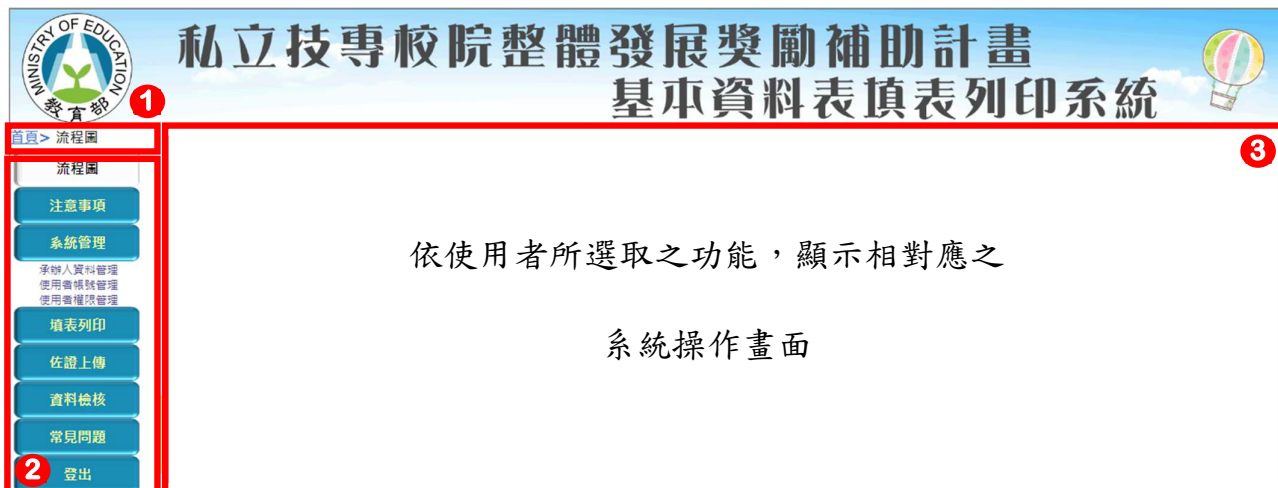 MINISTRY OF EDUCATION
教育部
私立技專校院整體發展獎勵補助計畫
基本資料表填表列印系統
1
首頁> 流程圖
3
流程圖
注意事項
系統管理
承辦人資料管理
使用者帳號管理
使用者權限管理
填表列印
佐證上傳
資料檢核
常見問題
2
登出
依使用者所選取之功能，顯示相對應之
系統操作畫面